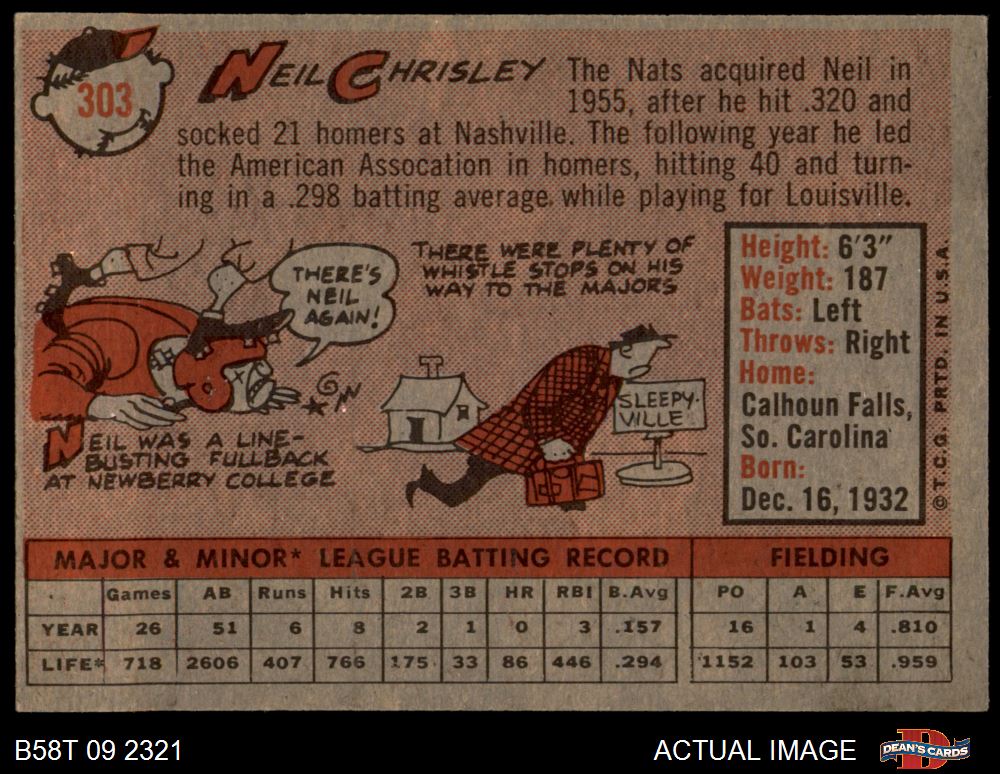 303
NEIL CHRISLEY
The Nats acquired Neil in
1955, after he hit .320 and
socked 21 homers at Nashville. The following year he led
the American Assocation in homers, hitting 40 and turn-
ing in a .298 batting average while playing for Louisville.
THERE'S
NEIL
AGAIN!
NEIL WAS A LINE-
BUSTING FULLBACK
AT NEWBERRY COLLEGE
THERE WERE PLENTY OF
WHISTLE STOPS ON HIS
WAY TO THE MAJORS
SLEEPY-
VILLE
Height: 6'3"
Weight: 187
Bats: Left
Throws: Right
Home:
Calhoun Falls,
So. Carolina
Born:
Dec. 16, 1932
© T.C.G. PRTD. IN U.S.A.
MAJOR & MINOR* LEAGUE BATTING RECORD FIELDING
Games AB Runs Hits 2B 3B HR RBI B.Avg PO A E F.Avg
YEAR 26 51 6 8 2 1 0 3 .157 16 1 4 .810
LIFE* 718 2606 407 766 175 33 86 446 .294 1152 103 53 .959
B58T 09 2321 ACTUAL IMAGE DEAN'S CARDS